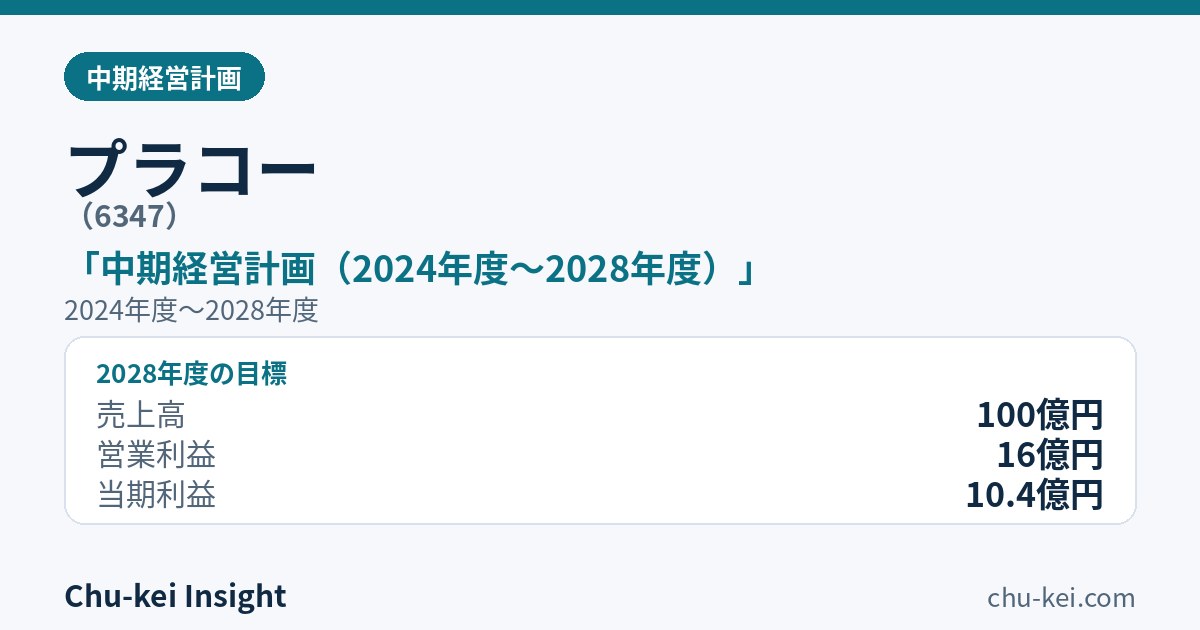 中期経営計画
プラコー
（6347）
「中期経営計画（2024年度～2028年度）」
2024年度～2028年度
2028年度の目標
売上高 100億円
営業利益 16億円
当期利益 10.4億円
Chu-kei Insight chu-kei.com